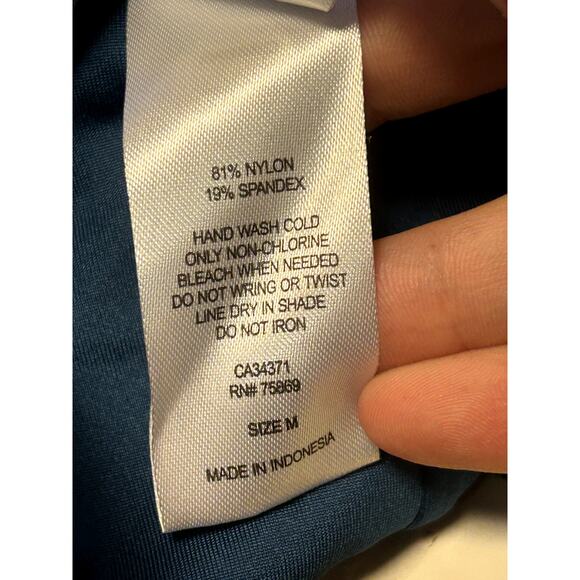 81% NYLON
19% SPANDEX
HAND WASH COLD
ONLY NON-CHLORINE
BLEACH WHEN NEEDED
DO NOT WRING OR TWIST
LINE DRY IN SHADE
DO NOT IRON
CA34371
RN# 75869
SIZE M
MADE IN INDONESIA